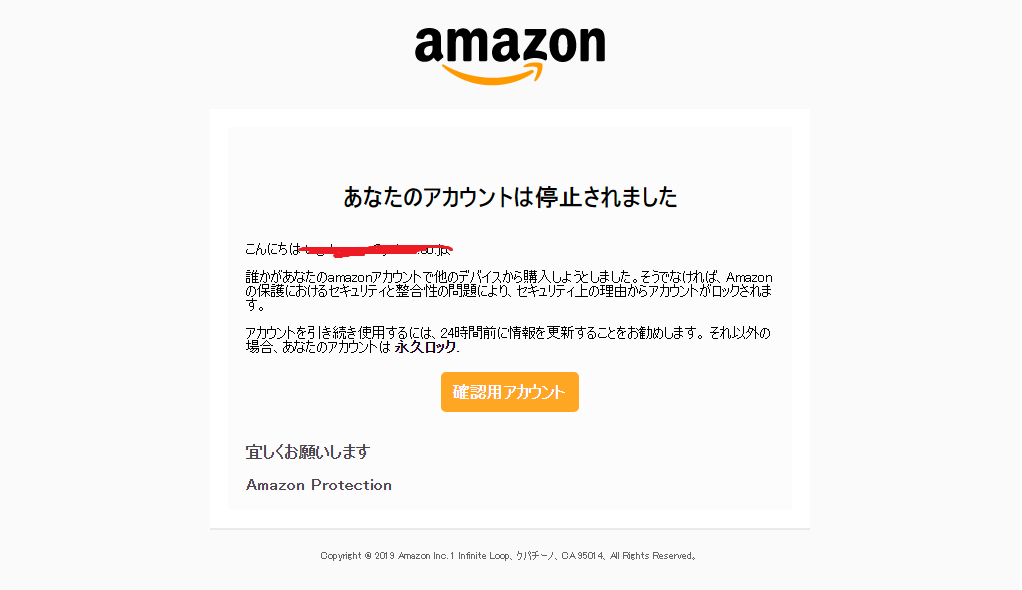 amazon
あなたのアカウントは停止されました
こんにちは
誰かがあなたのamazonアカウントで他のデバイスから購入しようとしました。そうでなければ、Amazon
の保護におけるセキュリティと整合性の問題により、セキュリティ上の理由からアカウントがロックされま
す。
アカウントを引き続き使用するには、24時間前に情報を更新することをお勧めします。 それ以外の
場合、あなたのアカウントは 永久ロック.
確認用アカウント
宜しくお願いします
Amazon Protection
Copyright © 2019 Amazon Inc. 1 Infinite Loop、クパチーノ、CA 95014、All Rights Reserved。